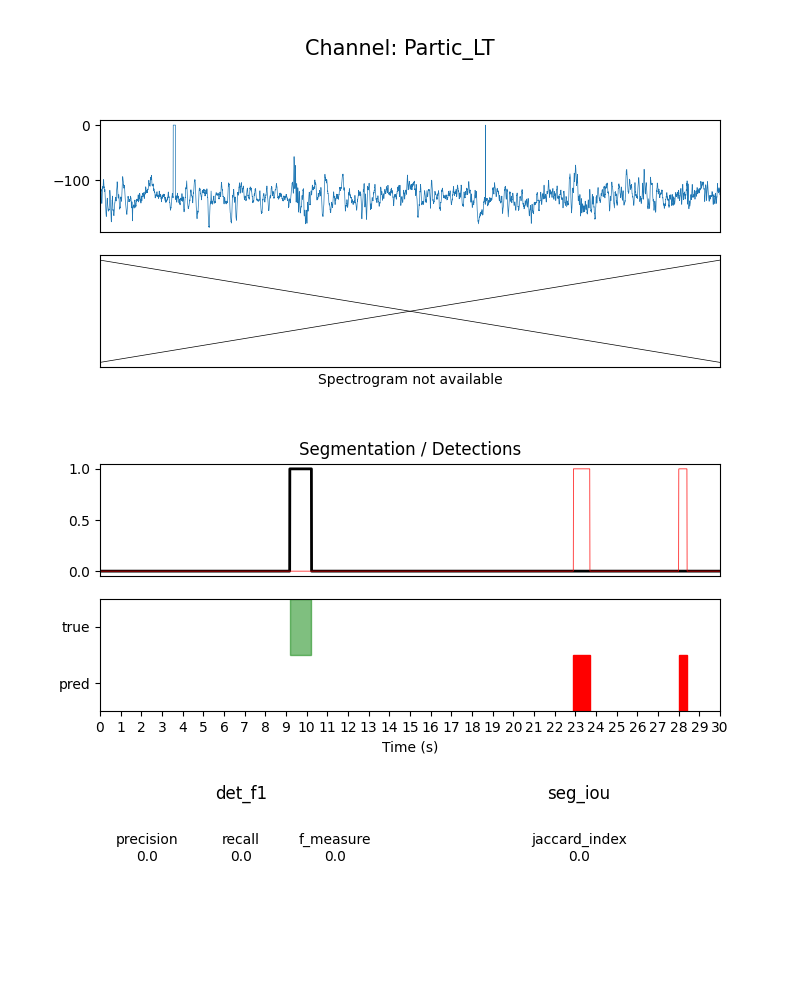 Channel: Partic_LT
0
−100
Spectrogram not available
Segmentation / Detections
1.0
0.5
0.0
true
pred
0 1 2 3 4 5 6 7 8 9 10 11 12 13 14 15 16 17 18 19 20 21 22 23 24 25 26 27 28 29 30
Time (s)
det_f1 seg_iou
precision recall f_measure jaccard_index
0.0 0.0 0.0 0.0